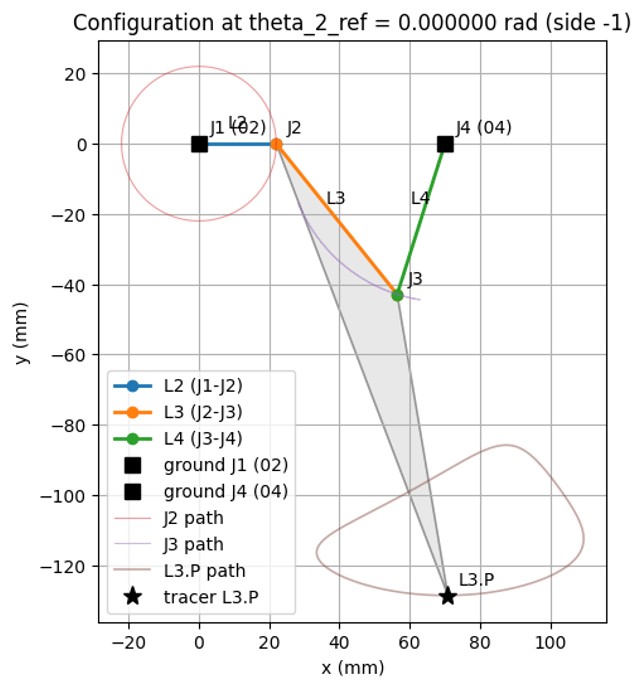 Configuration at theta_2_ref = 0.000000 rad (side -1)
20
0
−20
−40
−60
−80
−100
−120
y (mm)
J1 (02)
L2
J2
J4 (04)
L3
L4
J3
L3.P
L2 (J1-J2)
L3 (J2-J3)
L4 (J3-J4)
ground J1 (02)
ground J4 (04)
J2 path
J3 path
L3.P path
tracer L3.P
−20
0
20
40
60
80
100
x (mm)